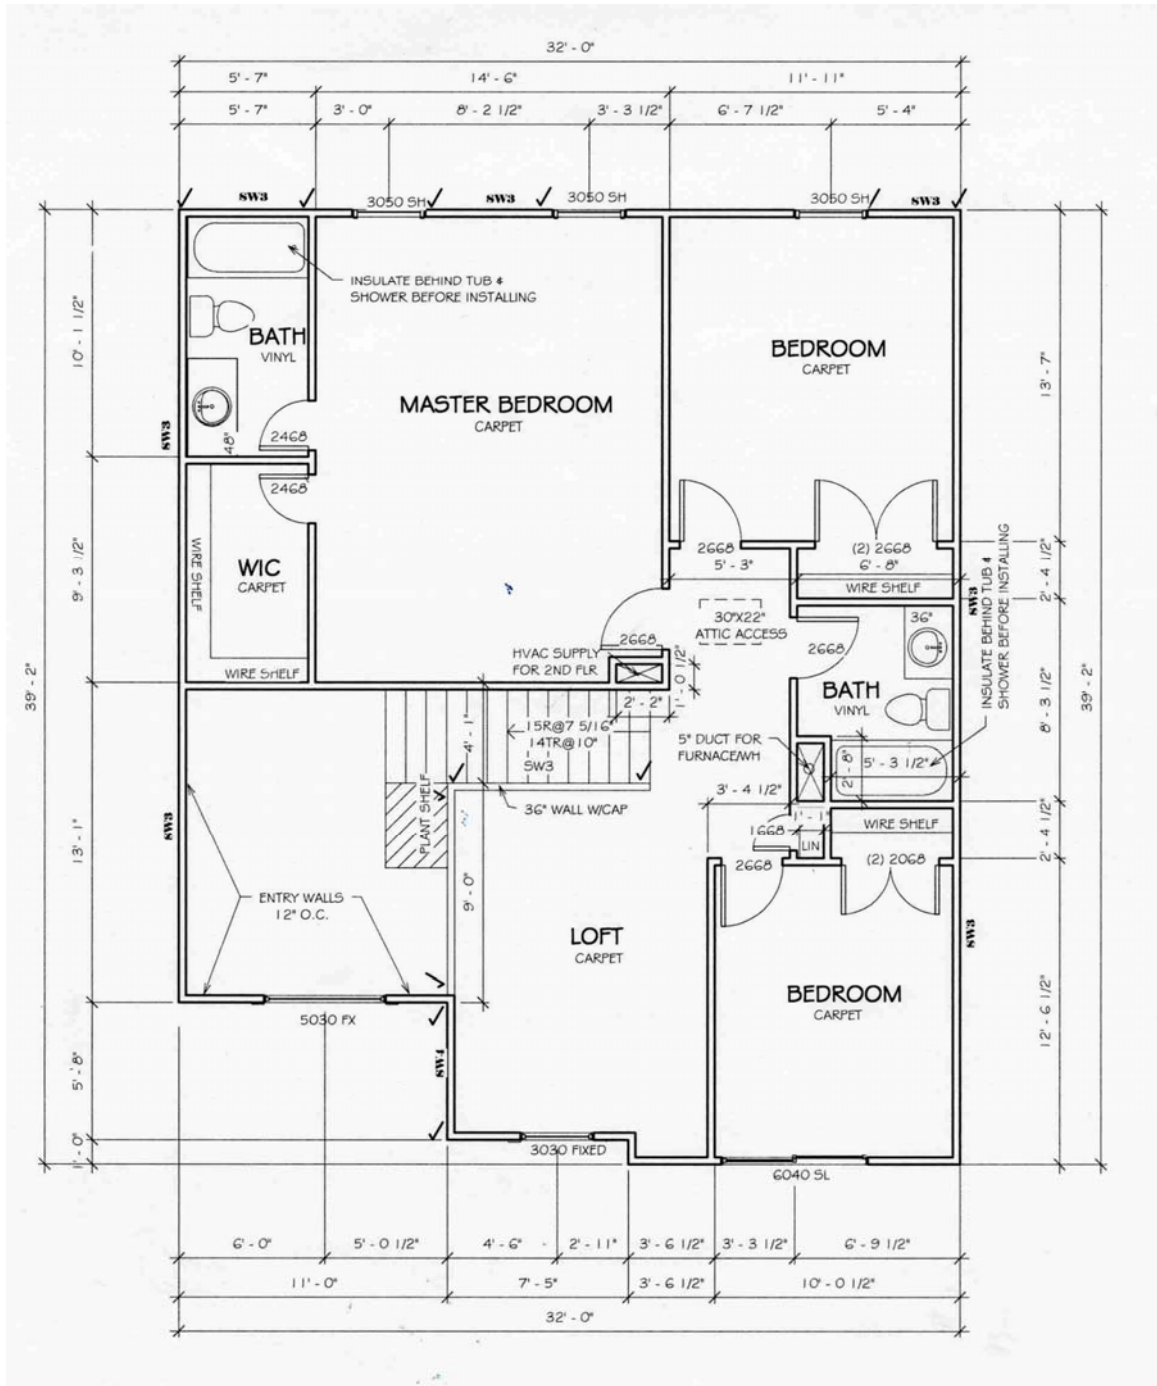 32' - 0"
5' - 7"
14' - 6"
11' - 11"
5' - 7"
3' - 0"
8' - 2 1/2"
3' - 3 1/2"
6' - 7 1/2"
5' - 4"
SW3
3050 SH
SW3
3050 SH
3050 SH
SW3
INSULATE BEHIND TUB &
SHOWER BEFORE INSTALLING
10' - 1 1/2"
BATH
VINYL
BEDROOM
CARPET
13' - 7"
MASTER BEDROOM
CARPET
SW3
48"
2468
2468
WIRE SHELF
WIC
CARPET
9' - 3 1/2"
2668
5' - 3"
(2) 2668
6' - 8"
WIRE SHELF
INSULATE BEHIND TUB &
SHOWER BEFORE INSTALLING
2' - 4 1/2"
SW3
30"X22"
ATTIC ACCESS
36"
2668
2668
HVAC SUPPLY
FOR 2ND FLR
WIRE SHELF
1' - 0 1/2"
39' - 2"
BATH
VINYL
8' - 3 1/2"
39' - 2"
2' - 2"
4' - 1"
15R@7 5/16"
14TR@10"
SW3
5" DUCT FOR
FURNACE/WH
5' - 3 1/2"
2' - 8"
3' - 4 1/2"
36" WALL W/CAP
PLANT SHELF
SW3
13' - 1"
1668
1' - 1"
LIN
WIRE SHELF
2' - 4 1/2"
2668
(2) 2068
ENTRY WALLS
12" O.C.
9' - 0"
LOFT
CARPET
SW3
BEDROOM
CARPET
12' - 6 1/2"
5030 FX
5' - 8"
SW4
1' - 0"
3030 FIXED
6040 SL
6' - 0"
5' - 0 1/2"
4' - 6"
2' - 11"
3' - 6 1/2"
3' - 3 1/2"
6' - 9 1/2"
11' - 0"
7' - 5"
3' - 6 1/2"
10' - 0 1/2"
32' - 0"